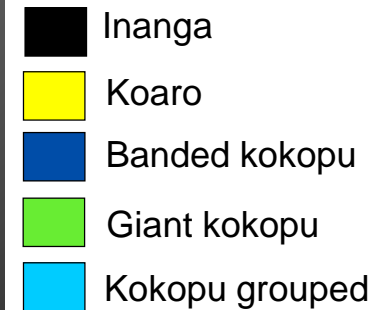 Inanga
Koaro
Banded kokopu
Giant kokopu
Kokopu grouped